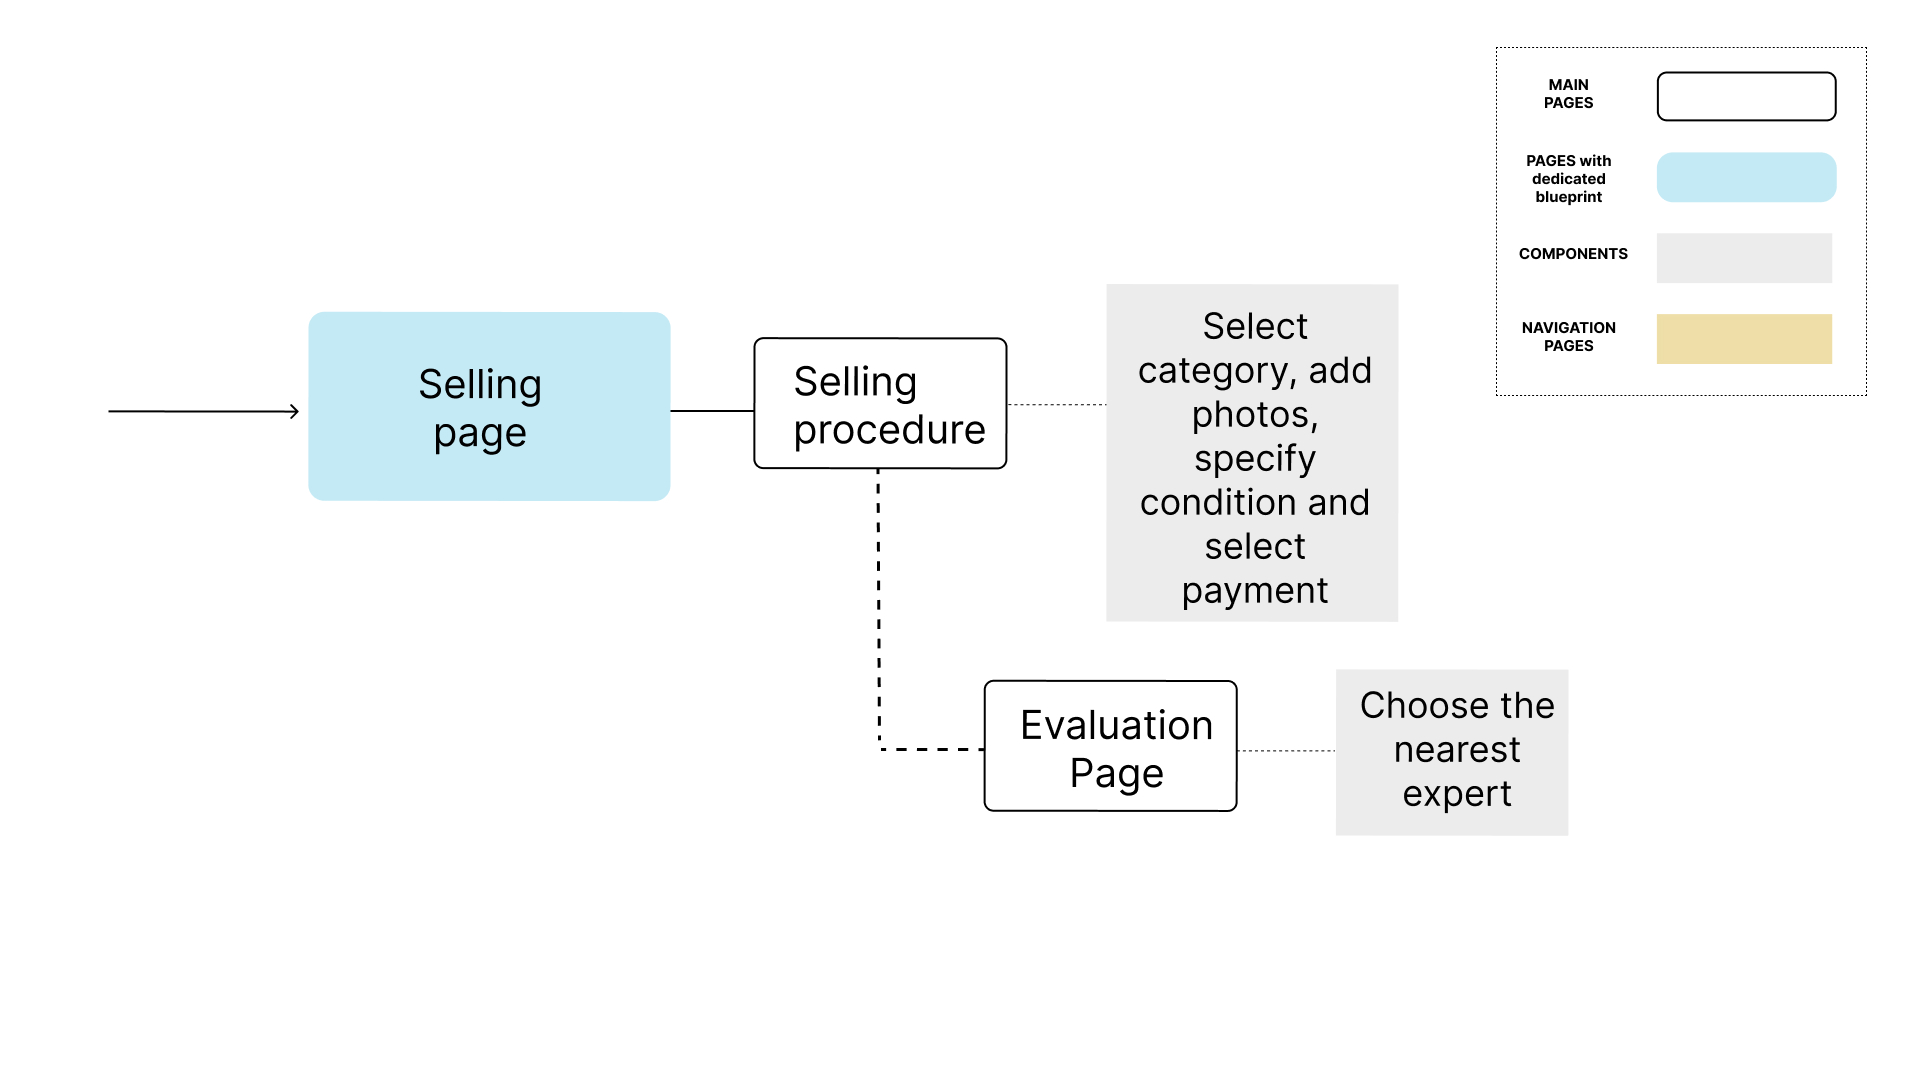 MAIN
PAGES
PAGES with
dedicated
blueprint
COMPONENTS
NAVIGATION
PAGES
Selling
page
Selling
procedure
Select
category, add
photos,
specify
condition and
select
payment
Evaluation
Page
Choose the
nearest
expert